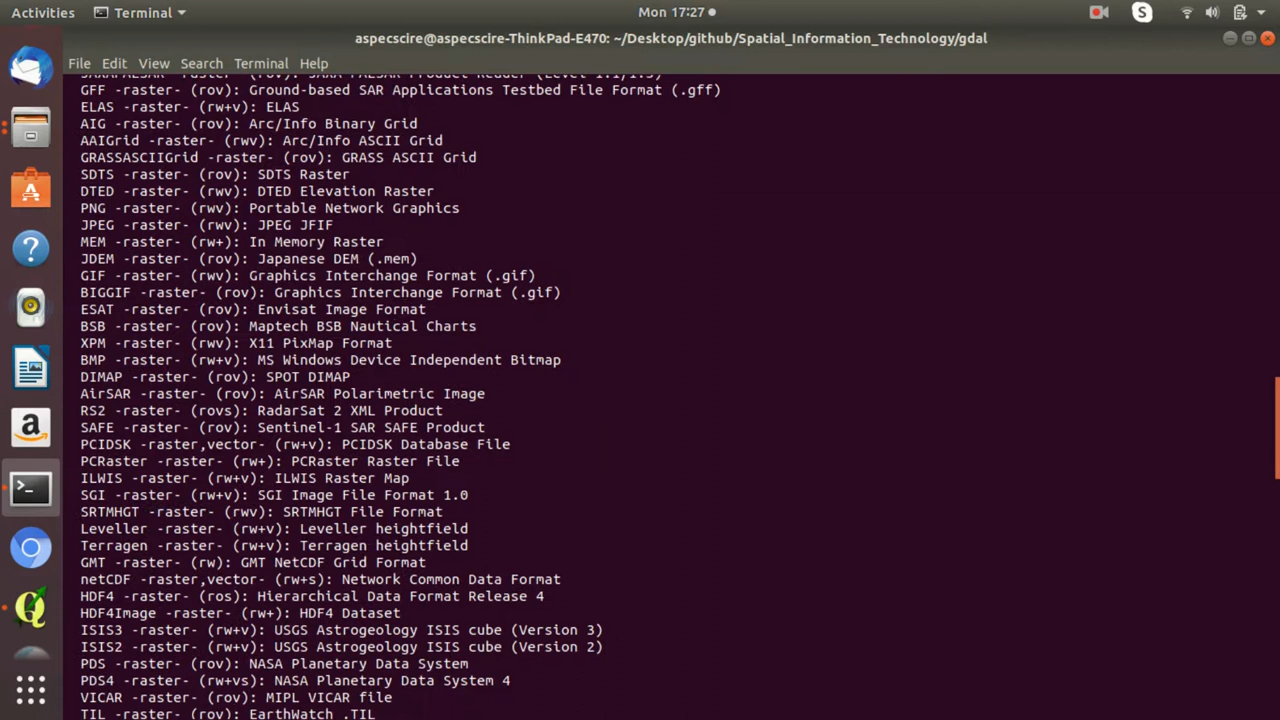 Activities
Terminal
Mon 17:27
aspecscire@aspecscire-ThinkPad-E470: ~/Desktop/github/Spatial_Information_Technology/gdal
File Edit View Search Terminal Help
GFF -raster- (rov): Ground-based SAR Applications Testbed File Format (.gff)
ELAS -raster- (rw+v): ELAS
AIG -raster- (rov): Arc/Info Binary Grid
AAIGrid -raster- (rwv): Arc/Info ASCII Grid
GRASSASCIIGrid -raster- (rov): GRASS ASCII Grid
SDTS -raster- (rov): SDTS Raster
DTED -raster- (rwv): DTED Elevation Raster
PNG -raster- (rwv): Portable Network Graphics
JPEG -raster- (rwv): JPEG JFIF
MEM -raster- (rw+): In Memory Raster
JDEM -raster- (rov): Japanese DEM (.mem)
GIF -raster- (rwv): Graphics Interchange Format (.gif)
BIGGIF -raster- (rov): Graphics Interchange Format (.gif)
ESAT -raster- (rov): Envisat Image Format
BSB -raster- (rov): Maptech BSB Nautical Charts
XPM -raster- (rwv): X11 PixMap Format
BMP -raster- (rw+v): MS Windows Device Independent Bitmap
DIMAP -raster- (rov): SPOT DIMAP
AirSAR -raster- (rov): AirSAR Polarimetric Image
RS2 -raster- (rovs): RadarSat 2 XML Product
SAFE -raster- (rov): Sentinel-1 SAR SAFE Product
PCIDSK -raster,vector- (rw+v): PCIDSK Database File
PCRaster -raster- (rw+): PCRaster Raster File
ILWIS -raster- (rw+v): ILWIS Raster Map
SGI -raster- (rw+v): SGI Image File Format 1.0
SRTMHGT -raster- (rwv): SRTMHGT File Format
Leveller -raster- (rw+v): Leveller heightfield
Terragen -raster- (rw+v): Terragen heightfield
GMT -raster- (rw): GMT NetCDF Grid Format
netCDF -raster,vector- (rw+s): Network Common Data Format
HDF4 -raster- (ros): Hierarchical Data Format Release 4
HDF4Image -raster- (rw+): HDF4 Dataset
ISIS3 -raster- (rw+v): USGS Astrogeology ISIS cube (Version 3)
ISIS2 -raster- (rw+v): USGS Astrogeology ISIS cube (Version 2)
PDS -raster- (rov): NASA Planetary Data System
PDS4 -raster- (rw+vs): NASA Planetary Data System 4
VICAR -raster- (rov): MIPL VICAR file
TIL -raster- (rov): EarthWatch .TIL